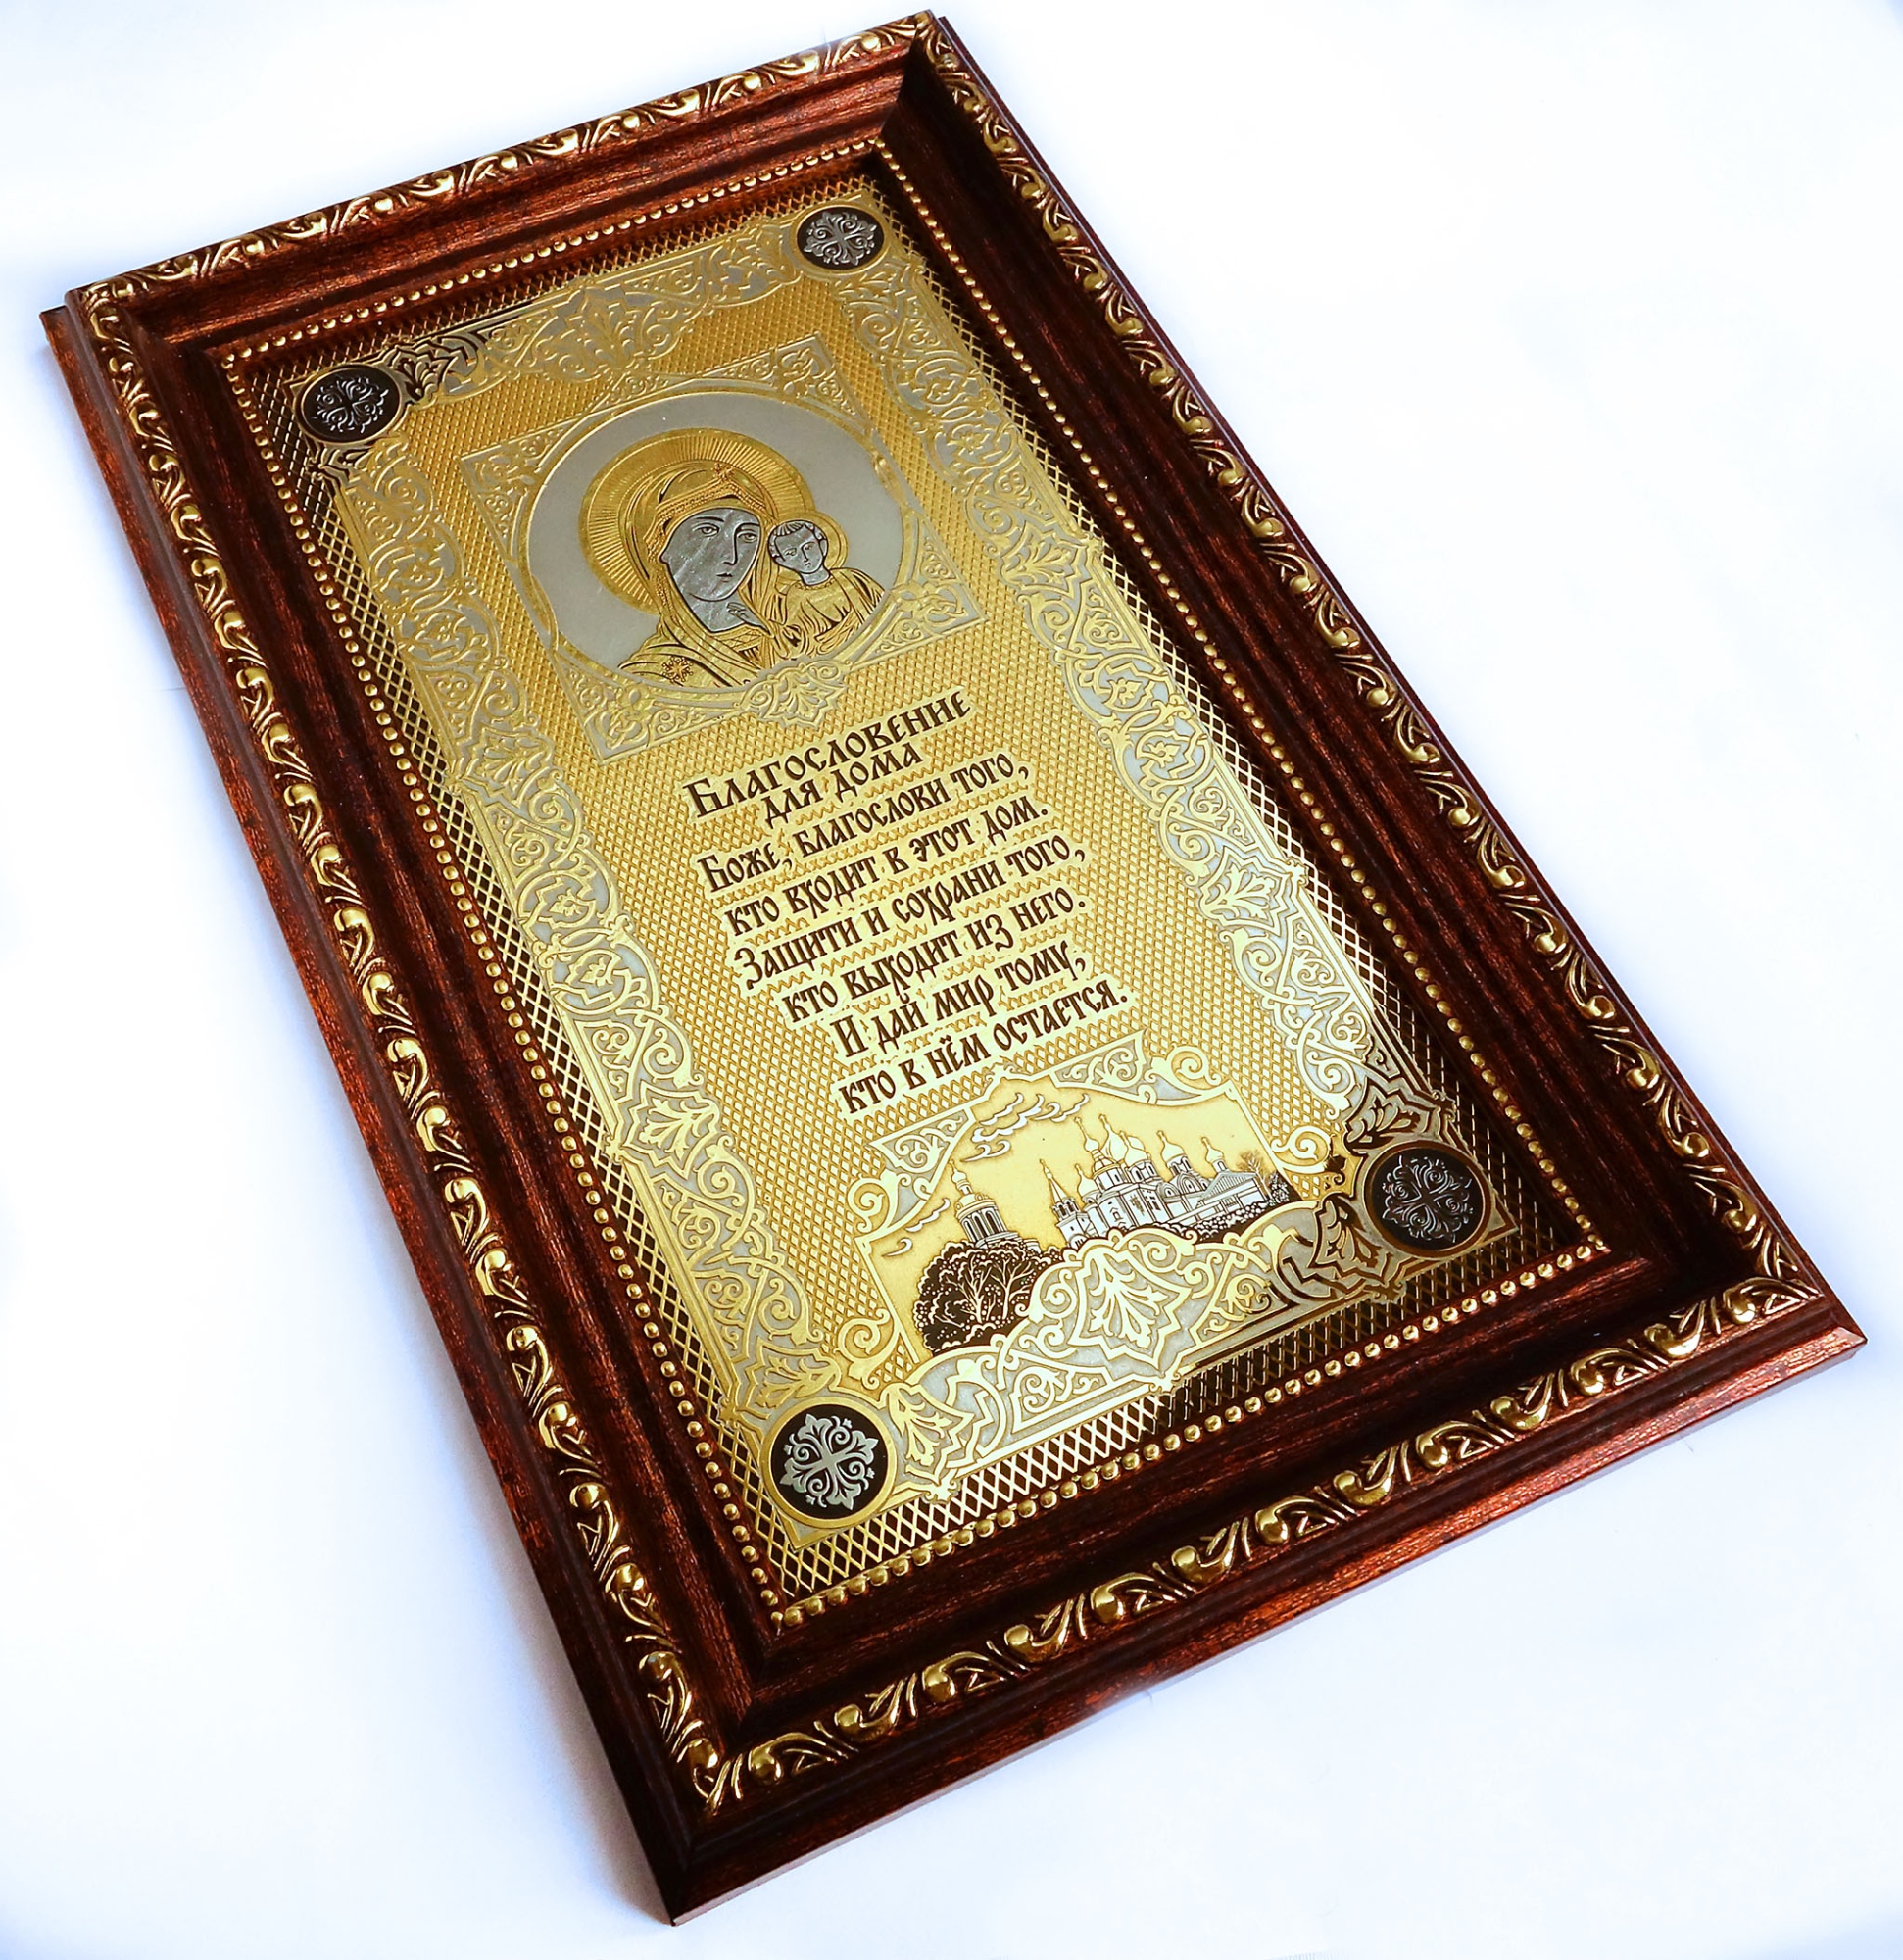 Благословение
для дома
Боже, благослови того,
кто входит в этот дом.
Защити и сохрани того,
кто выходит из него.
И дай мир тому,
кто в нём остается.